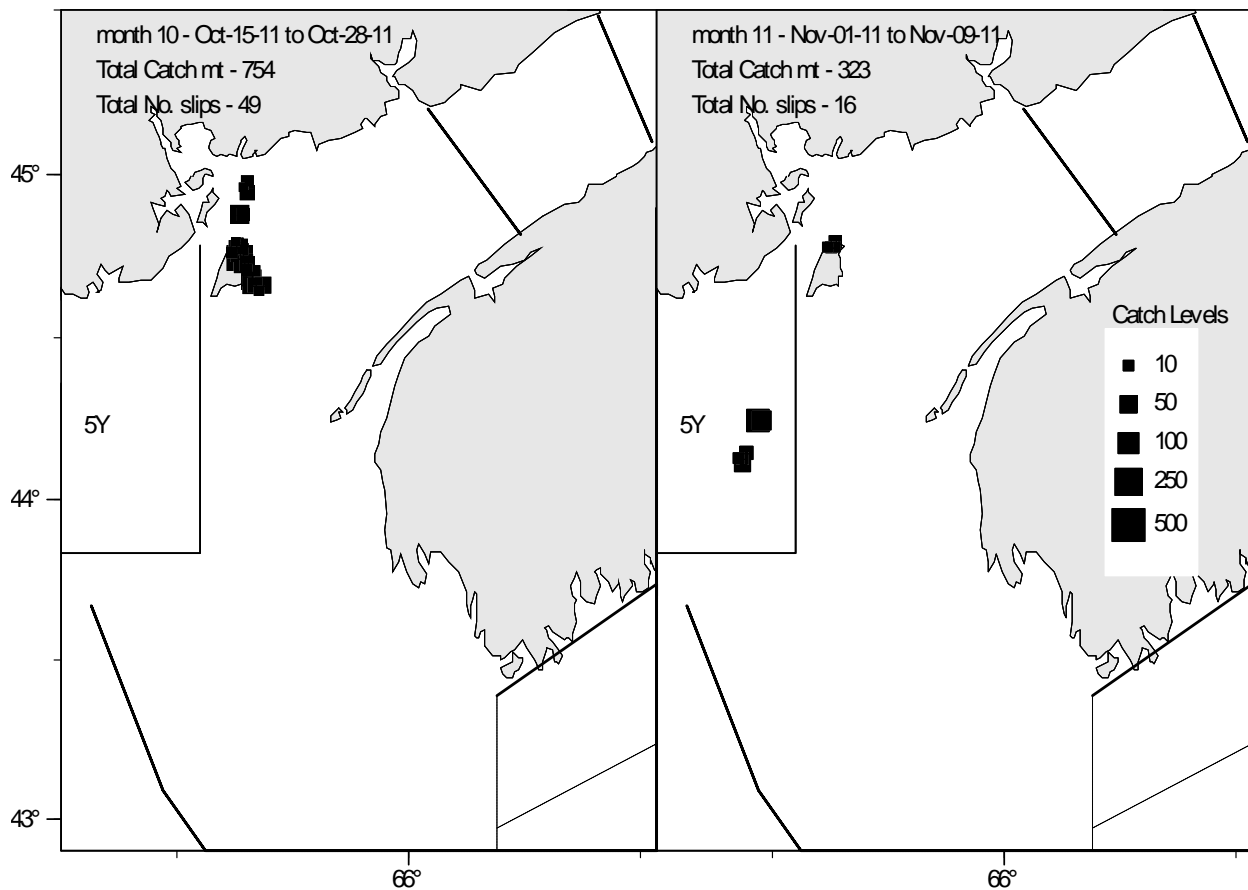 month 10 - Oct-15-11 to Oct-28-11
Total Catch mt - 754
Total No. slips - 49
month 11 - Nov-01-11 to Nov-09-11
Total Catch mt - 323
Total No. slips - 16
45°
44°
43°
5Y
5Y
Catch Levels
10
50
100
250
500
66°
66°